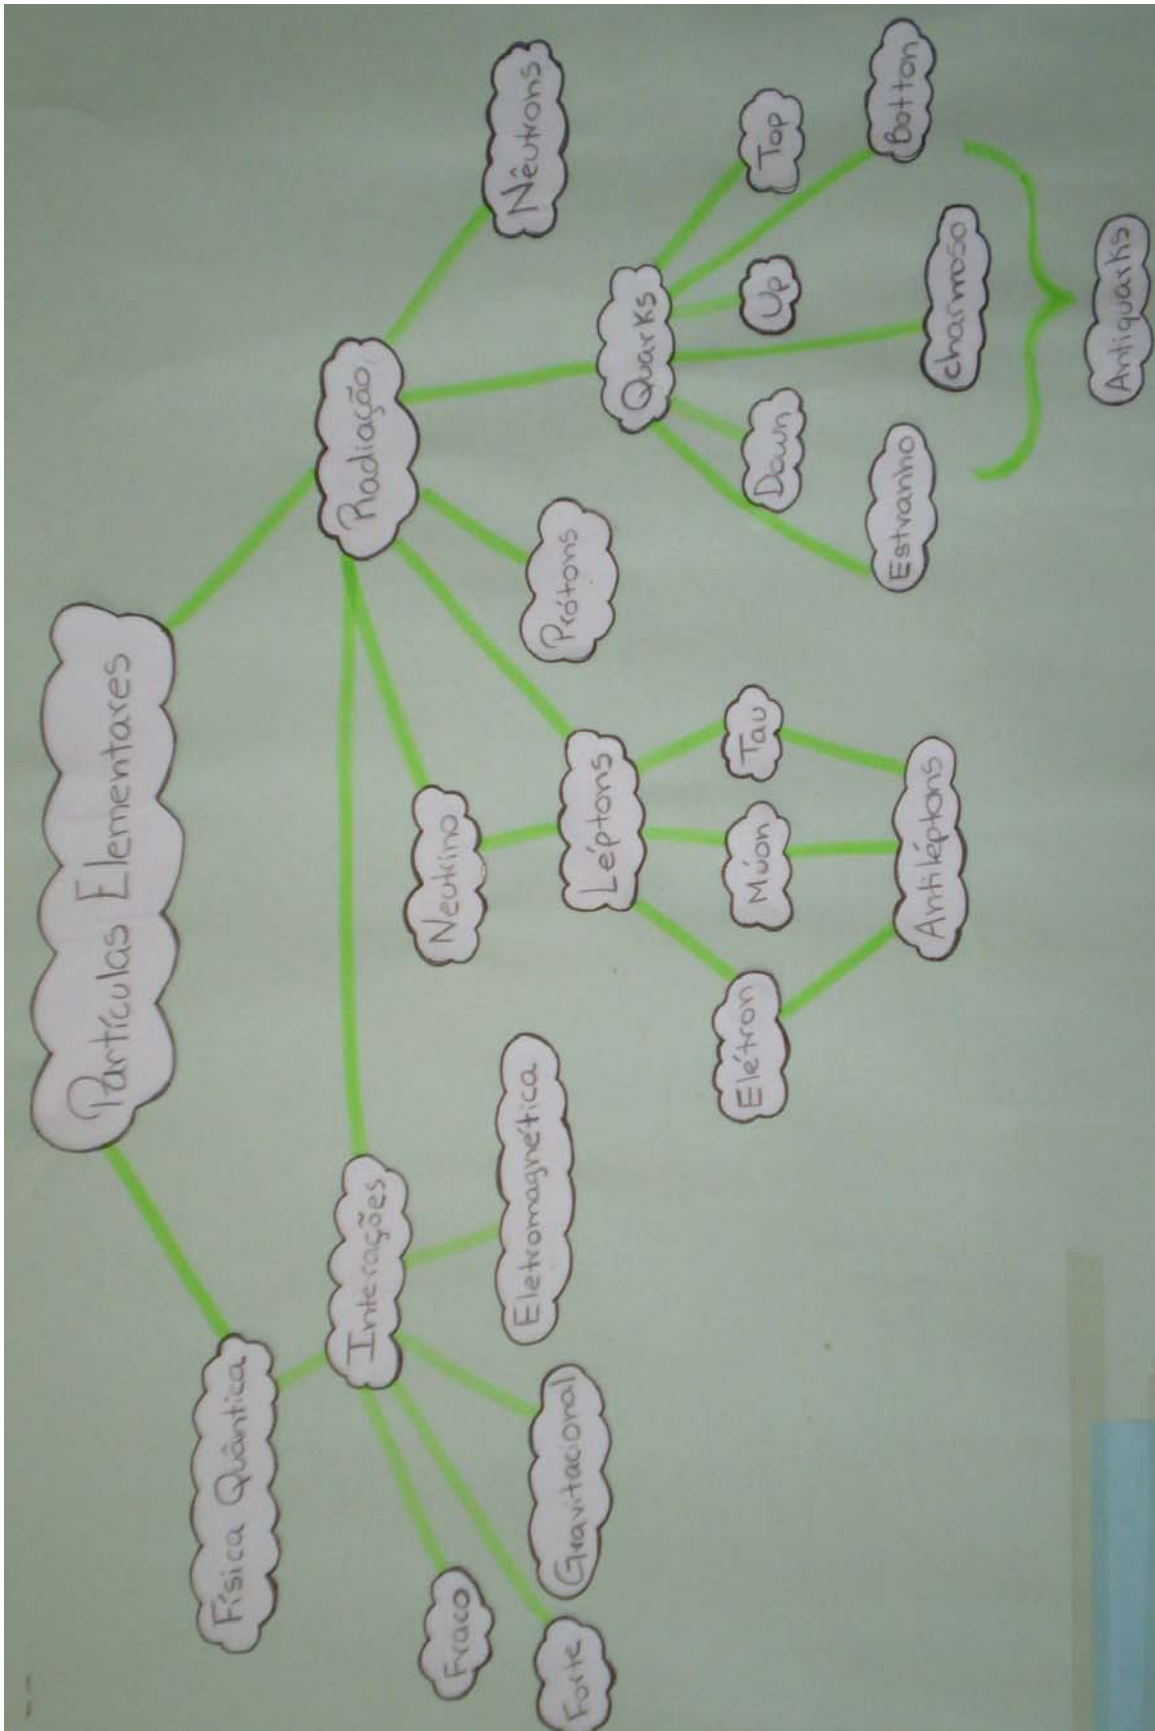 Partículas Elementares
Física Quântica
Radiação
Interações
Fraco
Forte
Gravitacional
Eletromagnética
Neutrino
Prótons
Nêutrons
Léptons
Elétron
Múon
Tau
Antiléptons
Quarks
Estranho
Down
charmoso
Up
Botton
Top
Antiquarks